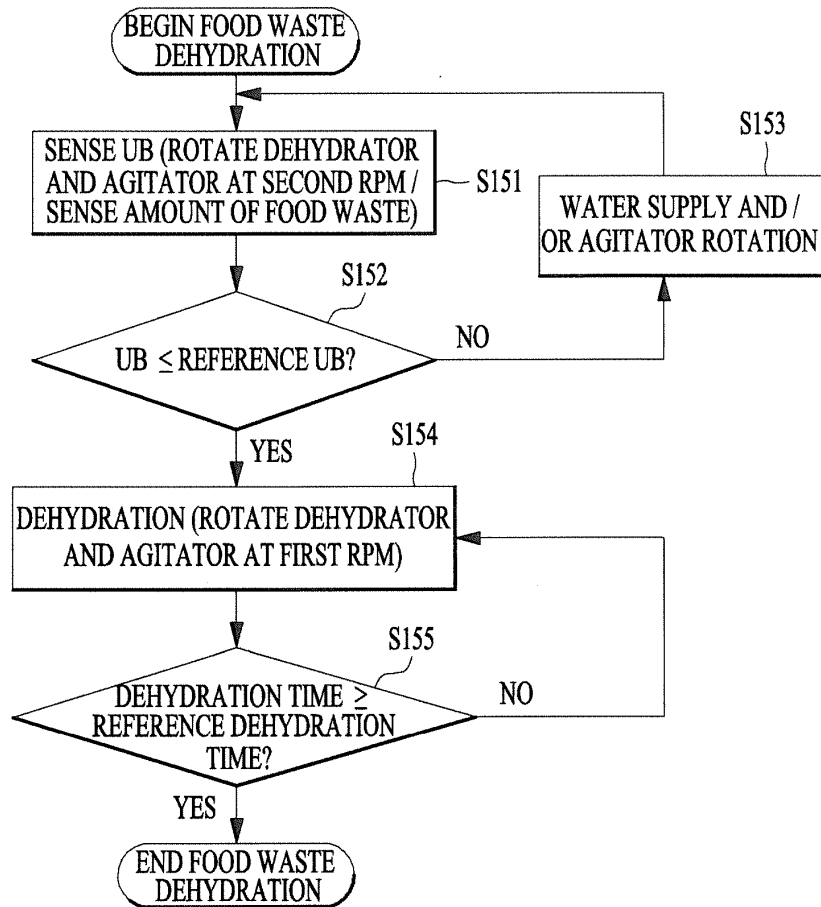 BEGIN FOOD WASTE
DEHYDRATION
SENSE UB (ROTATE DEHYDRATOR
AND AGITATOR AT SECOND RPM /
SENSE AMOUNT OF FOOD WASTE)
S151
S153
WATER SUPPLY AND /
OR AGITATOR ROTATION
S152
UB ≤ REFERENCE UB?
NO
YES
S154
DEHYDRATION (ROTATE DEHYDRATOR
AND AGITATOR AT FIRST RPM)
S155
DEHYDRATION TIME ≥
REFERENCE DEHYDRATION
TIME?
NO
YES
END FOOD WASTE
DEHYDRATION